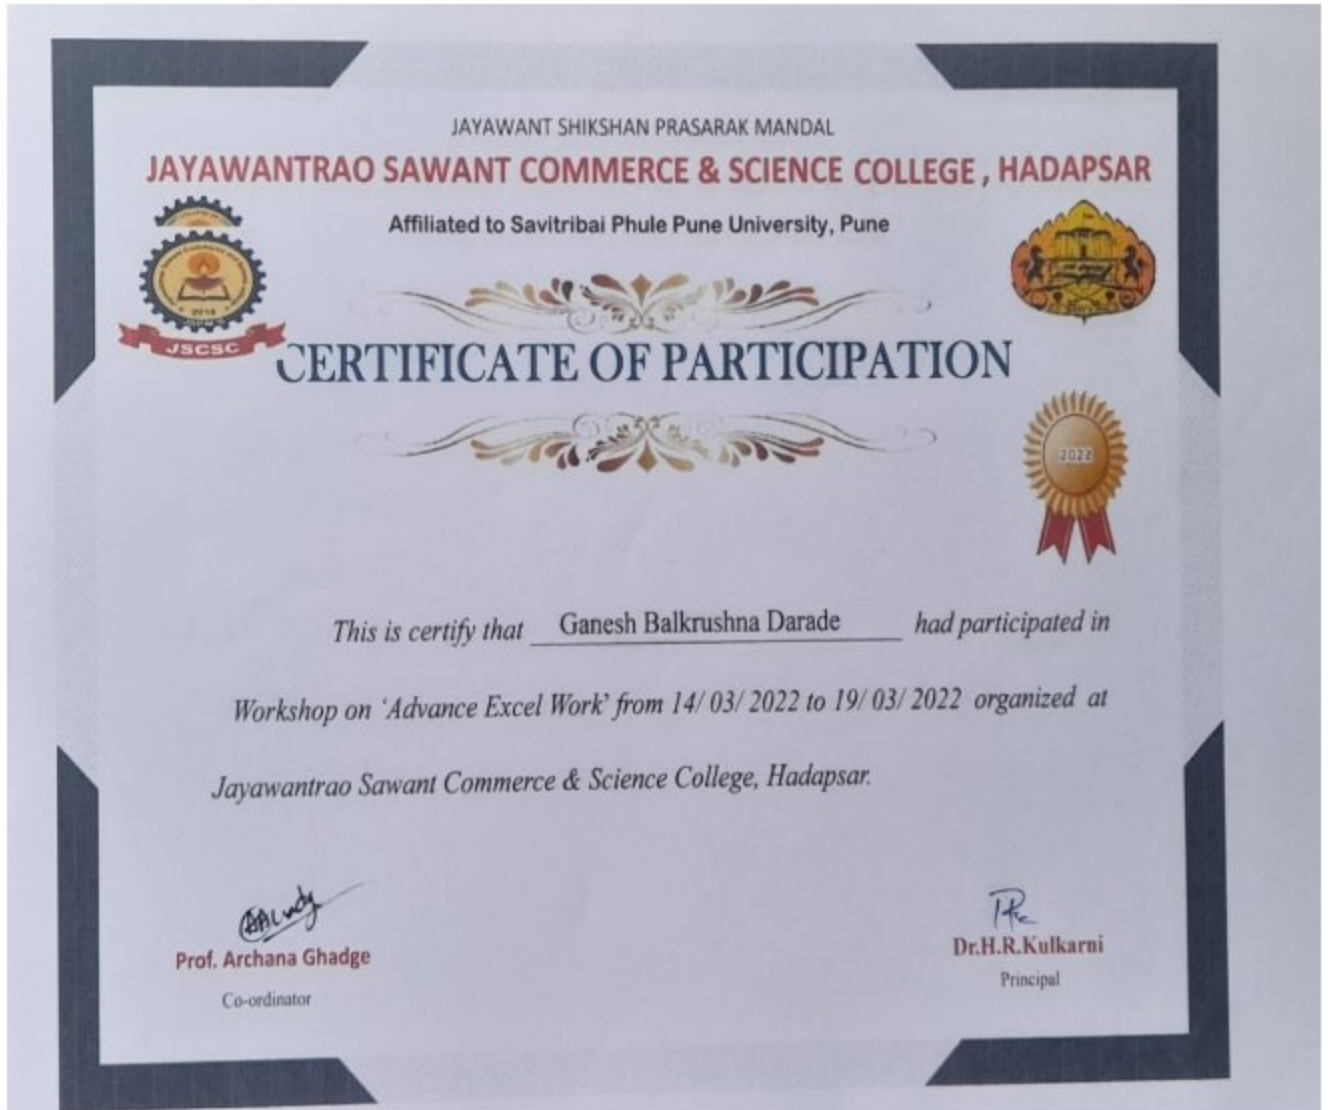 JAYAWANT SHIKSHAN PRASARAK MANDAL
JAYAWANTRAO SAWANT COMMERCE & SCIENCE COLLEGE, HADAPSAR
Affiliated to Savitribai Phule Pune University, Pune
JSCSC
CERTIFICATE OF PARTICIPATION
2022
This is certify that Ganesh Balkrushna Darade had participated in
Workshop on ‘Advance Excel Work’ from 14/ 03/ 2022 to 19/ 03/ 2022 organized at
Jayawantrao Sawant Commerce & Science College, Hadapsar.
Prof. Archana Ghadge
Co-ordinator
Dr.H.R.Kulkarni
Principal